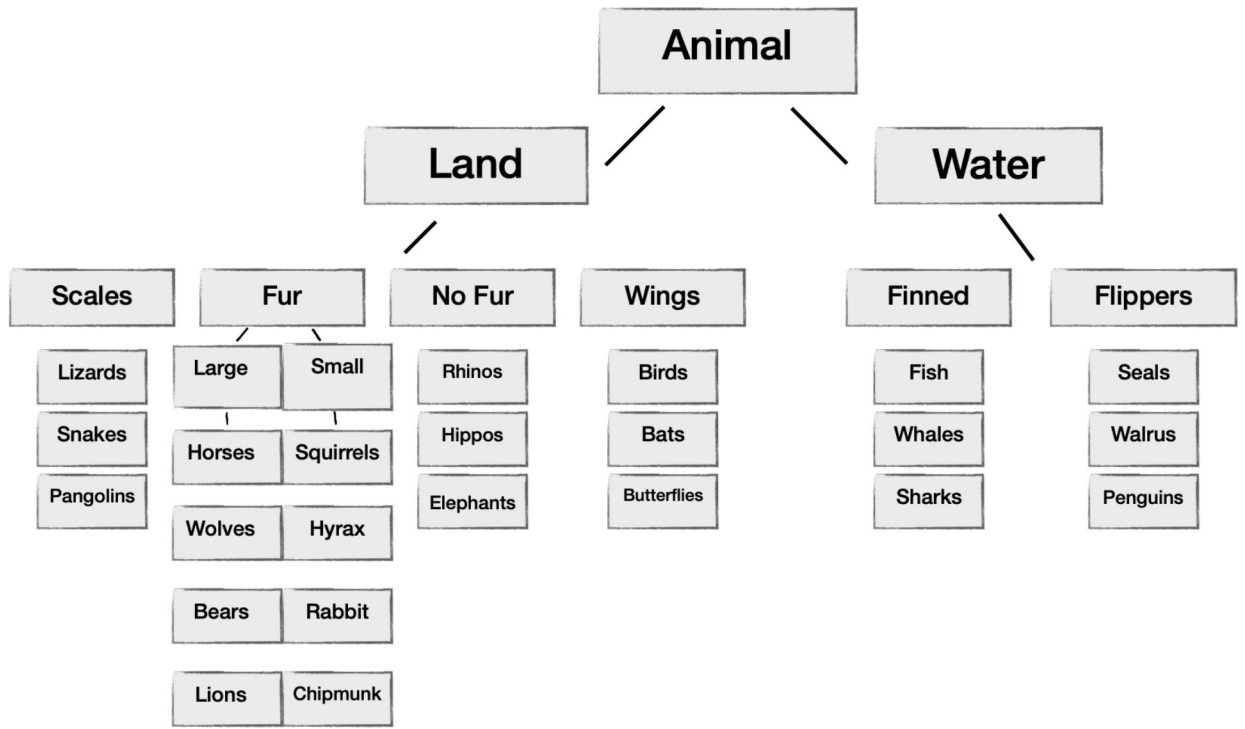 Animal
Land
Water
Scales
Fur
No Fur
Wings
Finned
Flippers
Lizards
Snakes
Pangolins
Large
Small
Horses
Squirrels
Wolves
Hyrax
Bears
Rabbit
Lions
Chipmunk
Rhinos
Hippos
Elephants
Birds
Bats
Butterflies
Fish
Whales
Sharks
Seals
Walrus
Penguins